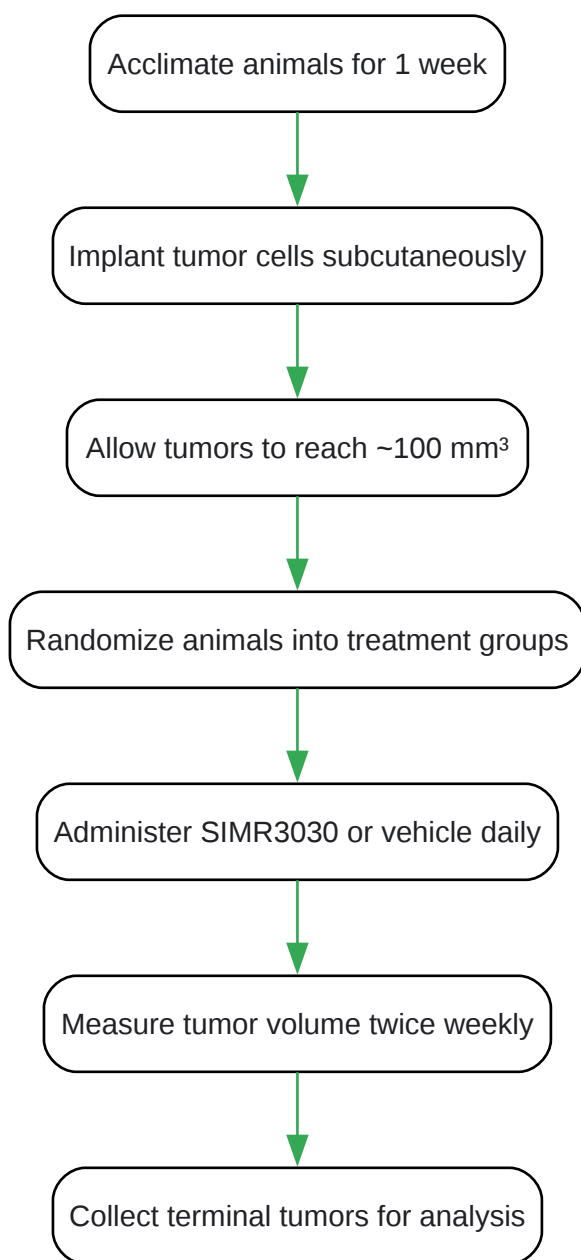 Acclimate animals for 1 week
Implant tumor cells subcutaneously
Allow tumors to reach ~100 mm³
Randomize animals into treatment groups
Administer SIMR3030 or vehicle daily
Measure tumor volume twice weekly
Collect terminal tumors for analysis